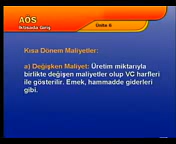 AÖS
İktisada Giriş
Ünite 6
Kısa Dönem Maliyetler:
a) Değişken Maliyet: Üretim miktarıyla
birlikte değişen maliyetler olup VC harfleri
ile gösterilir. Emek, hammadde giderleri
gibi.